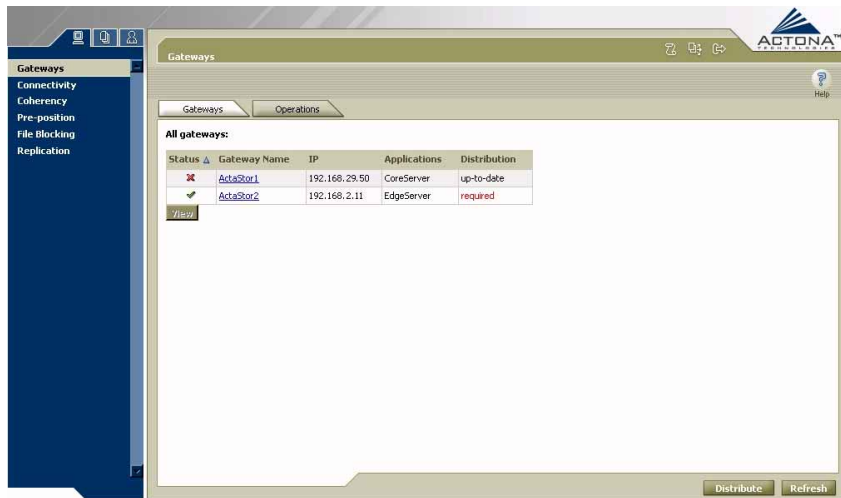 ACTONA™
TECHNOLOGIES
Gateways
Help
Gateways
Connectivity
Coherency
Pre-position
File Blocking
Replication
Gateways Operations
All gateways:
Status Gateway Name IP Applications Distribution
ActaStor1 192.168.29.50 CoreServer up-to-date
ActaStor2 192.168.2.11 EdgeServer required
View
Distribute Refresh